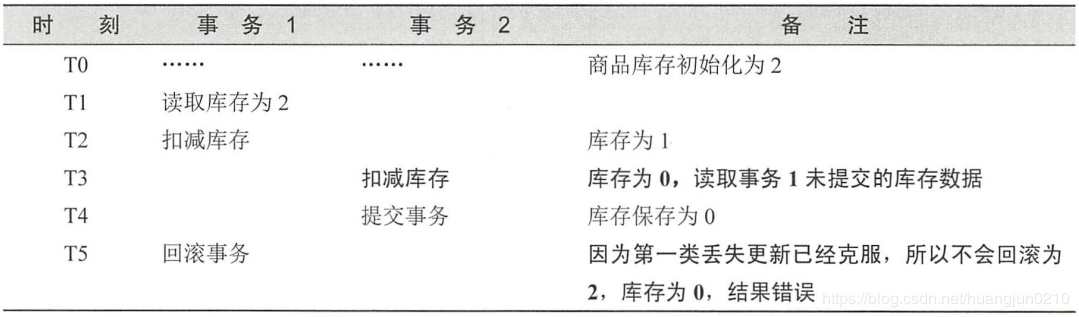 时 刻 事 务 1 事 务 2 备 注
T0 …… …… 商品库存初始化为 2
T1 读取库存为 2
T2 扣减库存 库存为 1
T3 扣减库存 库存为 0，读取事务 1 未提交的库存数据
T4 提交事务 库存保存为 0
T5 回滚事务 因为第一类丢失更新已经克服，所以不会回滚为
2，库存为 0，结果错误
https://blog.csdn.net/huangjun0210